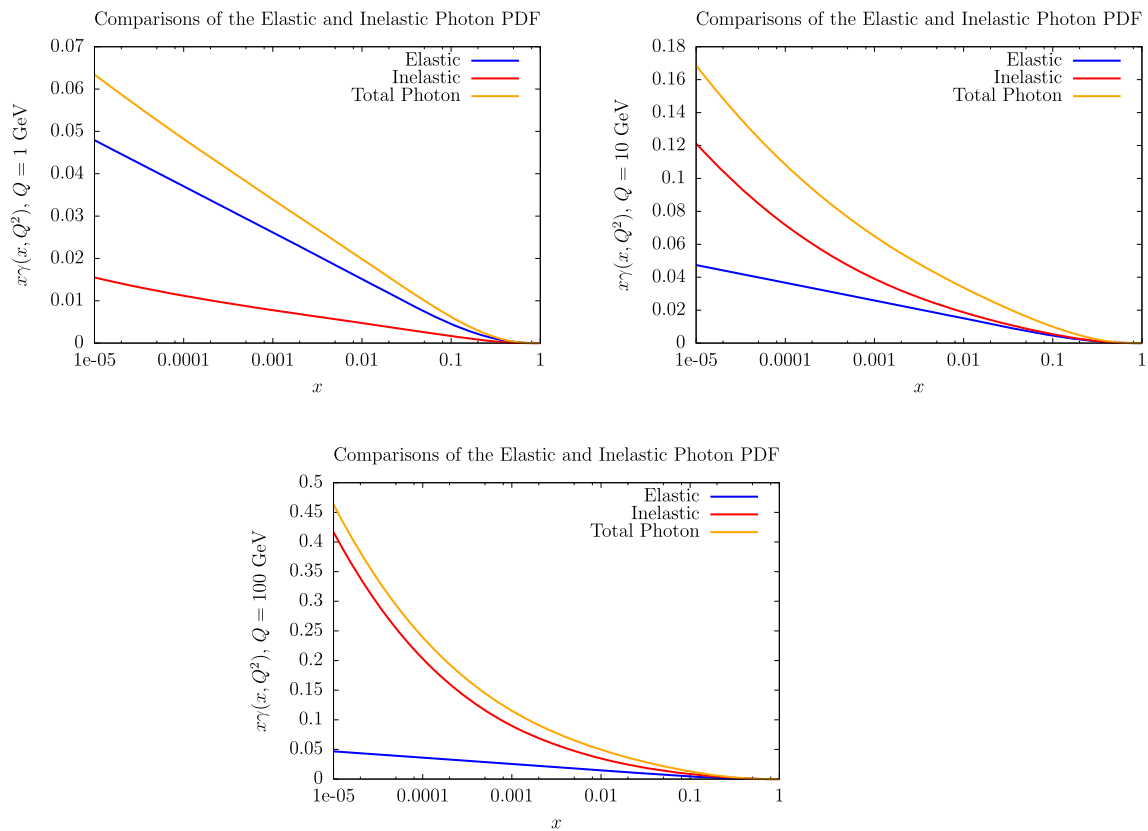 Comparisons of the Elastic and Inelastic Photon PDF
xγ(x, Q²), Q = 1 GeV
0.07
0.06
0.05
0.04
0.03
0.02
0.01
0
Elastic
Inelastic
Total Photon
1e-05 0.0001 0.001 0.01 0.1 1
x
Comparisons of the Elastic and Inelastic Photon PDF
xγ(x, Q²), Q = 10 GeV
0.18
0.16
0.14
0.12
0.1
0.08
0.06
0.04
0.02
0
Elastic
Inelastic
Total Photon
1e-05 0.0001 0.001 0.01 0.1 1
x
Comparisons of the Elastic and Inelastic Photon PDF
xγ(x, Q²), Q = 100 GeV
0.5
0.45
0.4
0.35
0.3
0.25
0.2
0.15
0.1
0.05
0
Elastic
Inelastic
Total Photon
1e-05 0.0001 0.001 0.01 0.1 1
x